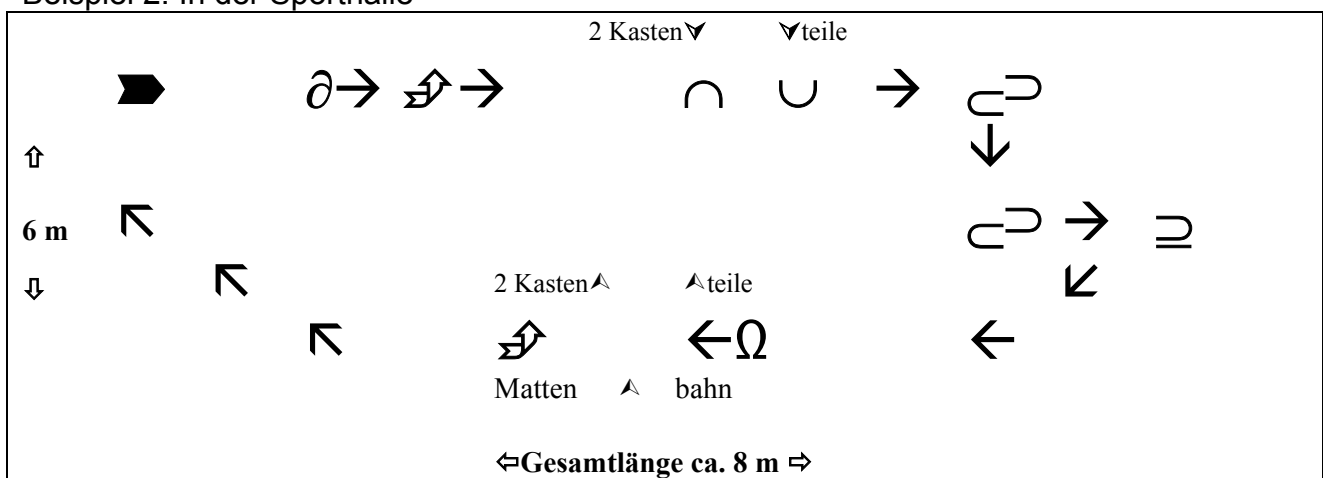 Beispiel 2: In der Sporthalle
2 Kasten⮟ ⮟teile
∂→ → ∩ ∪ → ⊂⊃
⇧ ↓
6 m ↖ ⊂⊃ → ⊇
⇩ ↖ 2 Kasten⮝ ⮝teile ↙
↖ ←Ω ←
Matten ⮝ bahn
⇦Gesamtlänge ca. 8 m ⇨